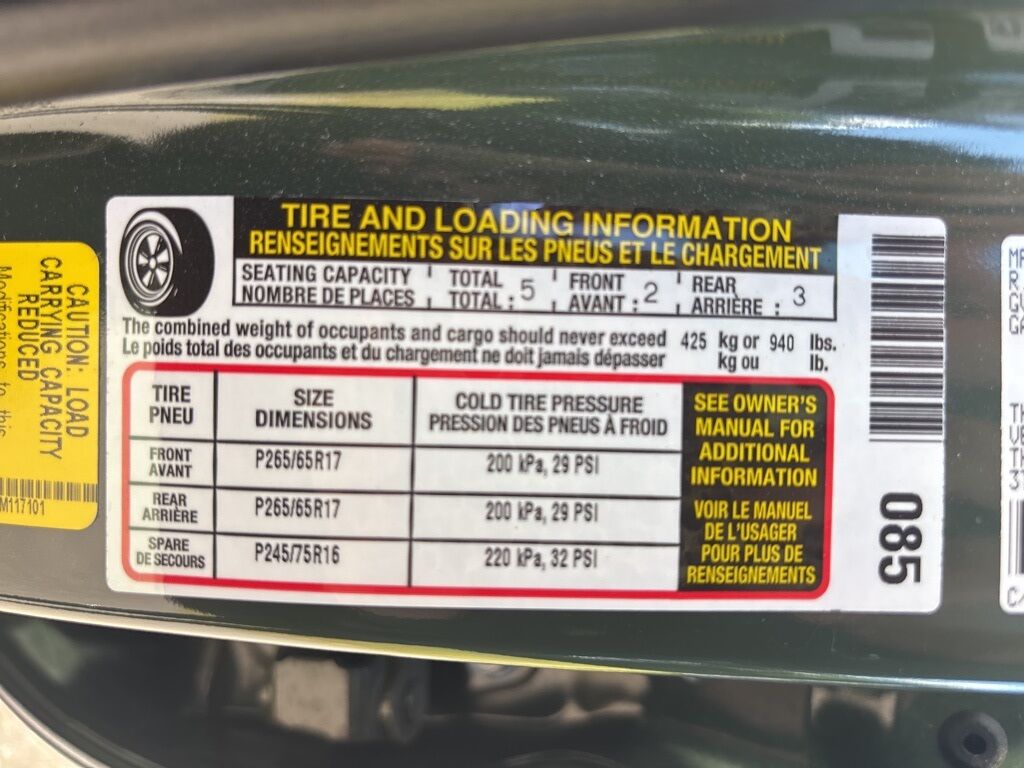 TIRE AND LOADING INFORMATION
RENSEIGNEMENTS SUR LES PNEUS ET LE CHARGEMENT
SEATING CAPACITY TOTAL FRONT REAR
NOMBRE DE PLACES TOTAL : 5 AVANT : 2 ARRIÈRE : 3
The combined weight of occupants and cargo should never exceed 425 kg or 940 lbs.
Le poids total des occupants et du chargement ne doit jamais dépasser kg ou lb.
TIRE
PNEU
SIZE
DIMENSIONS
COLD TIRE PRESSURE
PRESSION DES PNEUS À FROID
FRONT
AVANT
P265/65R17
200 kPa, 29 PSI
REAR
ARRIÈRE
P265/65R17
200 kPa, 29 PSI
SPARE
DE SECOURS
P245/75R16
220 kPa, 32 PSI
SEE OWNER'S
MANUAL FOR
ADDITIONAL
INFORMATION
VOIR LE MANUEL
DE L'USAGER
POUR PLUS DE
RENSEIGNEMENTS
085
CAUTION: LOAD
CARRYING CAPACITY
REDUCED
Modifications to this
M117101